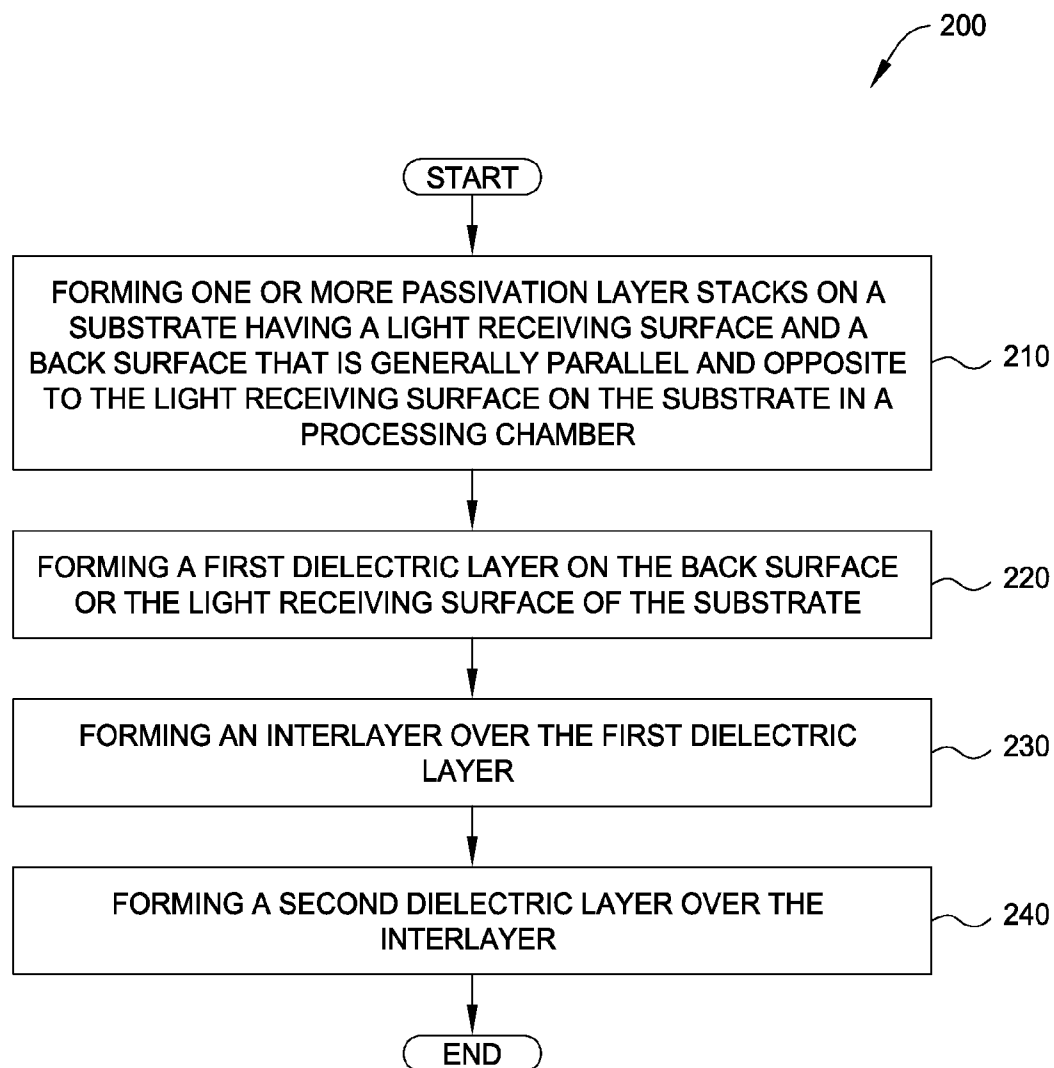 200
START
FORMING ONE OR MORE PASSIVATION LAYER STACKS ON A
SUBSTRATE HAVING A LIGHT RECEIVING SURFACE AND A
BACK SURFACE THAT IS GENERALLY PARALLEL AND OPPOSITE
TO THE LIGHT RECEIVING SURFACE ON THE SUBSTRATE IN A
PROCESSING CHAMBER
210
FORMING A FIRST DIELECTRIC LAYER ON THE BACK SURFACE
OR THE LIGHT RECEIVING SURFACE OF THE SUBSTRATE
220
FORMING AN INTERLAYER OVER THE FIRST DIELECTRIC
LAYER
230
FORMING A SECOND DIELECTRIC LAYER OVER THE
INTERLAYER
240
END